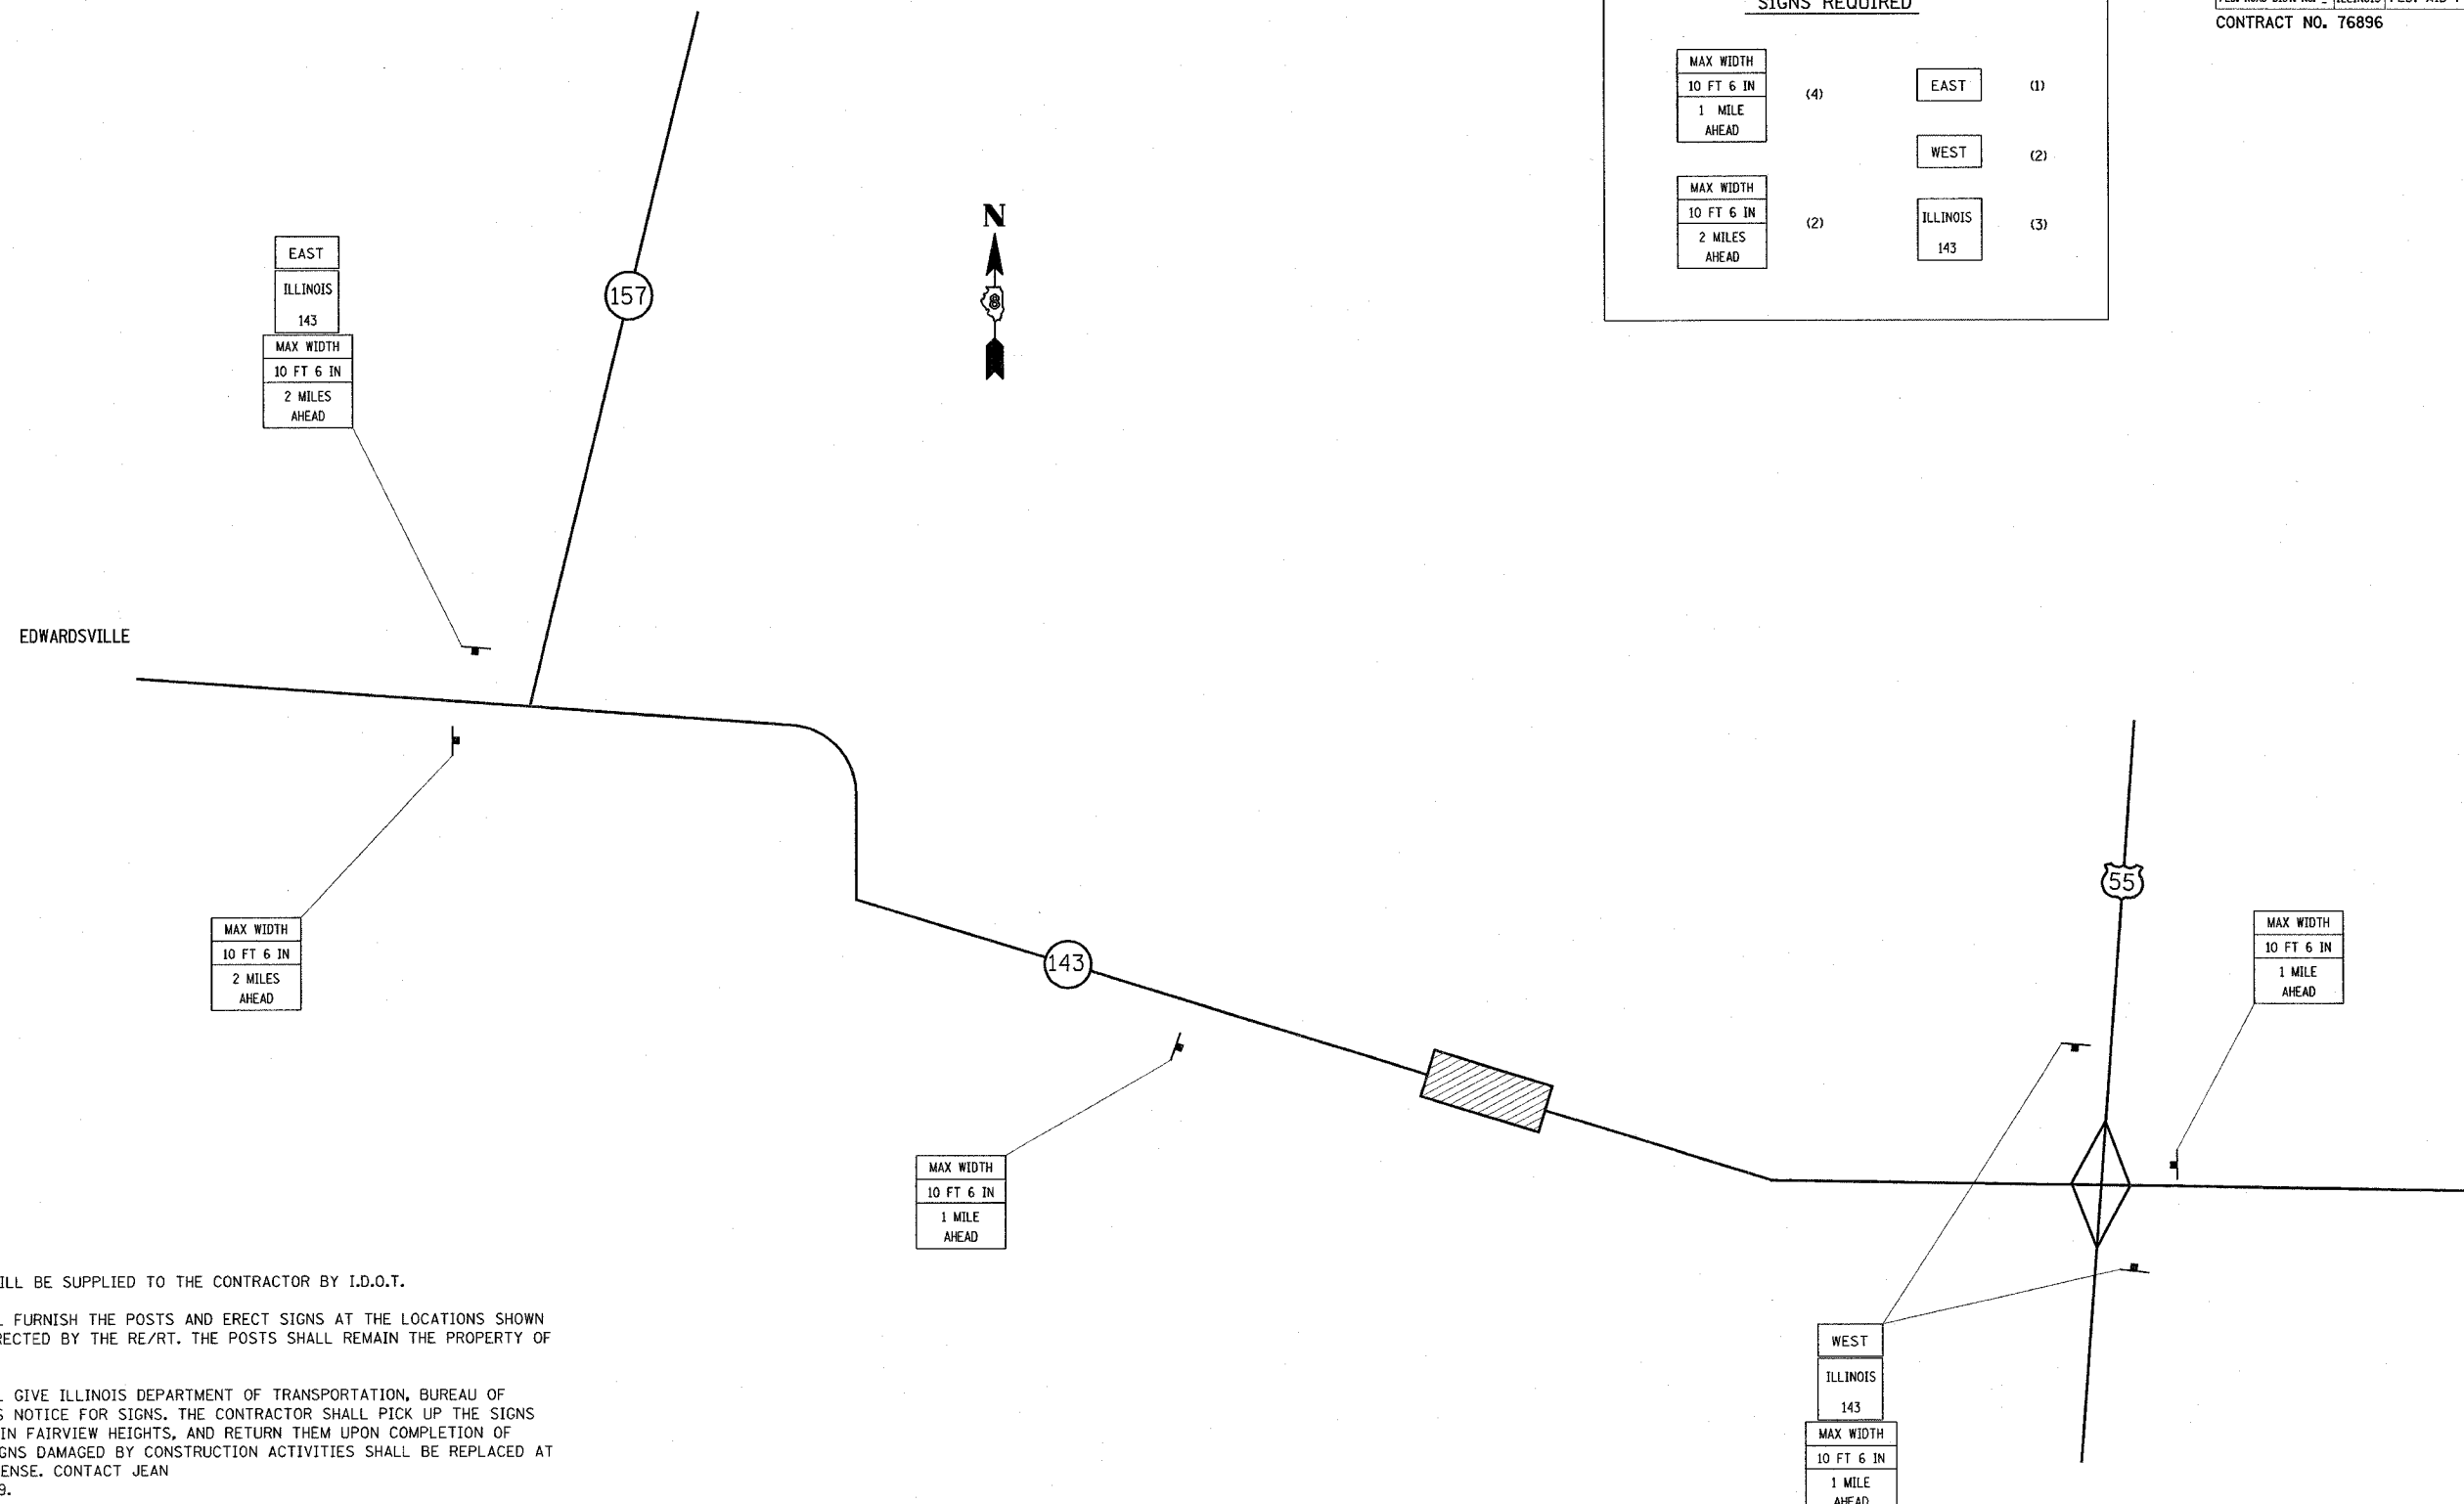 SIGNS REQUIRED
ILLINOIS
CONTRACT NO. 76896
MAX WIDTH
10 FT 6 IN
1 MILE
AHEAD
(4)
EAST
(1)
WEST
(2)
MAX WIDTH
10 FT 6 IN
2 MILES
AHEAD
(2)
ILLINOIS
143
(3)
N
8
EAST
ILLINOIS
143
MAX WIDTH
10 FT 6 IN
2 MILES
AHEAD
157
EDWARDSVILLE
MAX WIDTH
10 FT 6 IN
2 MILES
AHEAD
143
55
MAX WIDTH
10 FT 6 IN
1 MILE
AHEAD
MAX WIDTH
10 FT 6 IN
1 MILE
AHEAD
WEST
ILLINOIS
143
MAX WIDTH
10 FT 6 IN
1 MILE
AHEAD
ILL BE SUPPLIED TO THE CONTRACTOR BY I.D.O.T.
FURNISH THE POSTS AND ERECT SIGNS AT THE LOCATIONS SHOWN
RECTED BY THE RE/RT. THE POSTS SHALL REMAIN THE PROPERTY OF
L GIVE ILLINOIS DEPARTMENT OF TRANSPORTATION, BUREAU OF
S NOTICE FOR SIGNS. THE CONTRACTOR SHALL PICK UP THE SIGNS
IN FAIRVIEW HEIGHTS, AND RETURN THEM UPON COMPLETION OF
GNS DAMAGED BY CONSTRUCTION ACTIVITIES SHALL BE REPLACED AT
ENSE. CONTACT JEAN
9.